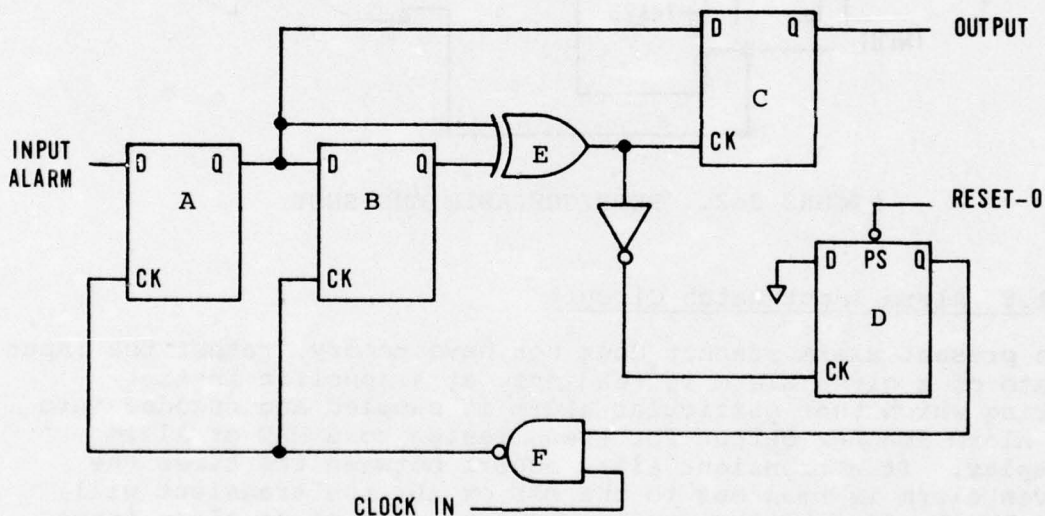 D Q OUTPUT
C
CK
INPUT
ALARM
D Q
A
CK
D Q
B
CK
E
RESET-0
D PS Q
D
CK
F
CLOCK IN